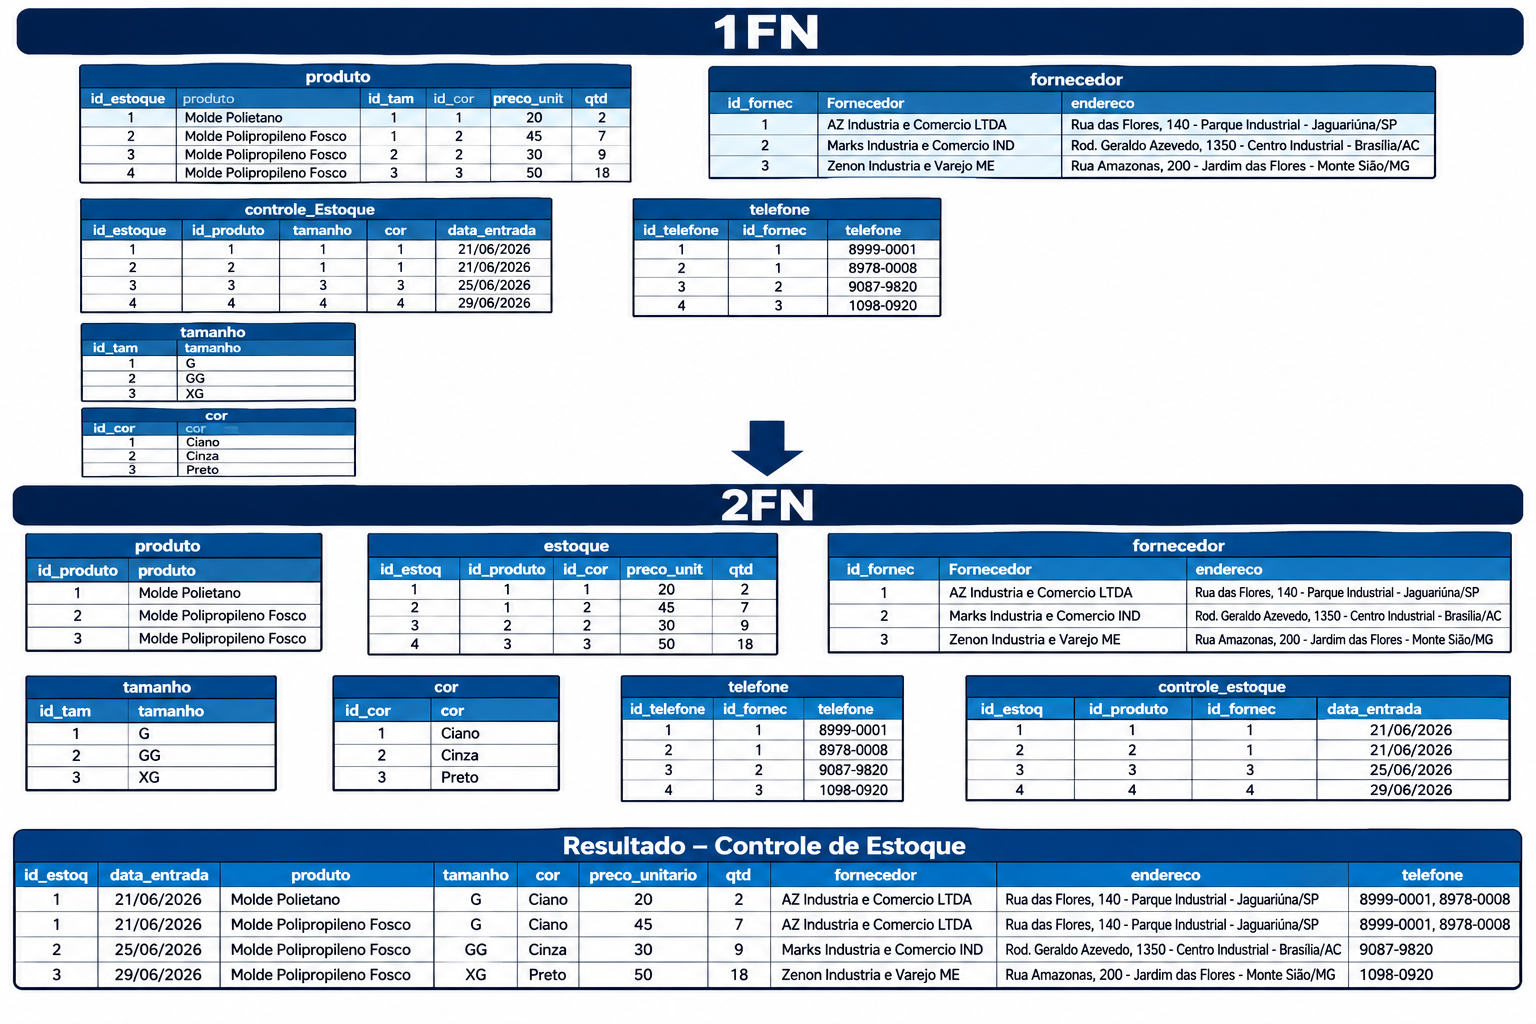 1FN
produto
id_estoque produto id_tam id_cor preco_unit qtd
1 Molde Polietano 1 1 20 2
2 Molde Polipropileno Fosco 1 2 45 7
3 Molde Polipropileno Fosco 2 2 30 9
4 Molde Polipropileno Fosco 3 3 50 18
fornecedor
id_fornec Fornecedor endereco
1 AZ Industria e Comercio LTDA Rua das Flores, 140 - Parque Industrial - Jaguariúna/SP
2 Marks Industria e Comercio IND Rod. Geraldo Azevedo, 1350 - Centro Industrial - Brasília/AC
3 Zenon Industria e Varejo ME Rua Amazonas, 200 - Jardim das Flores - Monte Sião/MG
controle_Estoque
id_estoque id_produto tamanho cor data_entrada
1 1 1 1 21/06/2026
2 2 1 1 21/06/2026
3 3 3 3 25/06/2026
4 4 4 4 29/06/2026
telefone
id_telefone id_fornec telefone
1 1 8999-0001
2 1 8978-0008
3 2 9087-9820
4 3 1098-0920
tamanho
id_tam tamanho
1 G
2 GG
3 XG
cor
id_cor cor
1 Ciano
2 Cinza
3 Preto
2FN
produto
id_produto produto
1 Molde Polietano
2 Molde Polipropileno Fosco
3 Molde Polipropileno Fosco
estoque
id_estoq id_produto id_cor preco_unit qtd
1 1 1 20 2
2 1 2 45 7
3 2 2 30 9
4 3 3 50 18
fornecedor
id_fornec Fornecedor endereco
1 AZ Industria e Comercio LTDA Rua das Flores, 140 - Parque Industrial - Jaguariúna/SP
2 Marks Industria e Comercio IND Rod. Geraldo Azevedo, 1350 - Centro Industrial - Brasília/AC
3 Zenon Industria e Varejo ME Rua Amazonas, 200 - Jardim das Flores - Monte Sião/MG
tamanho
id_tam tamanho
1 G
2 GG
3 XG
cor
id_cor cor
1 Ciano
2 Cinza
3 Preto
telefone
id_telefone id_fornec telefone
1 1 8999-0001
2 1 8978-0008
3 2 9087-9820
4 3 1098-0920
controle_estoque
id_estoq id_produto id_fornec data_entrada
1 1 1 21/06/2026
2 2 1 21/06/2026
3 3 3 25/06/2026
4 4 4 29/06/2026
Resultado – Controle de Estoque
id_estoq data_entrada produto tamanho cor preco_unitario qtd fornecedor endereco telefone
1 21/06/2026 Molde Polietano G Ciano 20 2 AZ Industria e Comercio LTDA Rua das Flores, 140 - Parque Industrial - Jaguariúna/SP 8999-0001, 8978-0008
1 21/06/2026 Molde Polipropileno Fosco G Ciano 45 7 AZ Industria e Comercio LTDA Rua das Flores, 140 - Parque Industrial - Jaguariúna/SP 8999-0001, 8978-0008
2 25/06/2026 Molde Polipropileno Fosco GG Cinza 30 9 Marks Industria e Comercio IND Rod. Geraldo Azevedo, 1350 - Centro Industrial - Brasília/AC 9087-9820
3 29/06/2026 Molde Polipropileno Fosco XG Preto 50 18 Zenon Industria e Varejo ME Rua Amazonas, 200 - Jardim das Flores - Monte Sião/MG 1098-0920